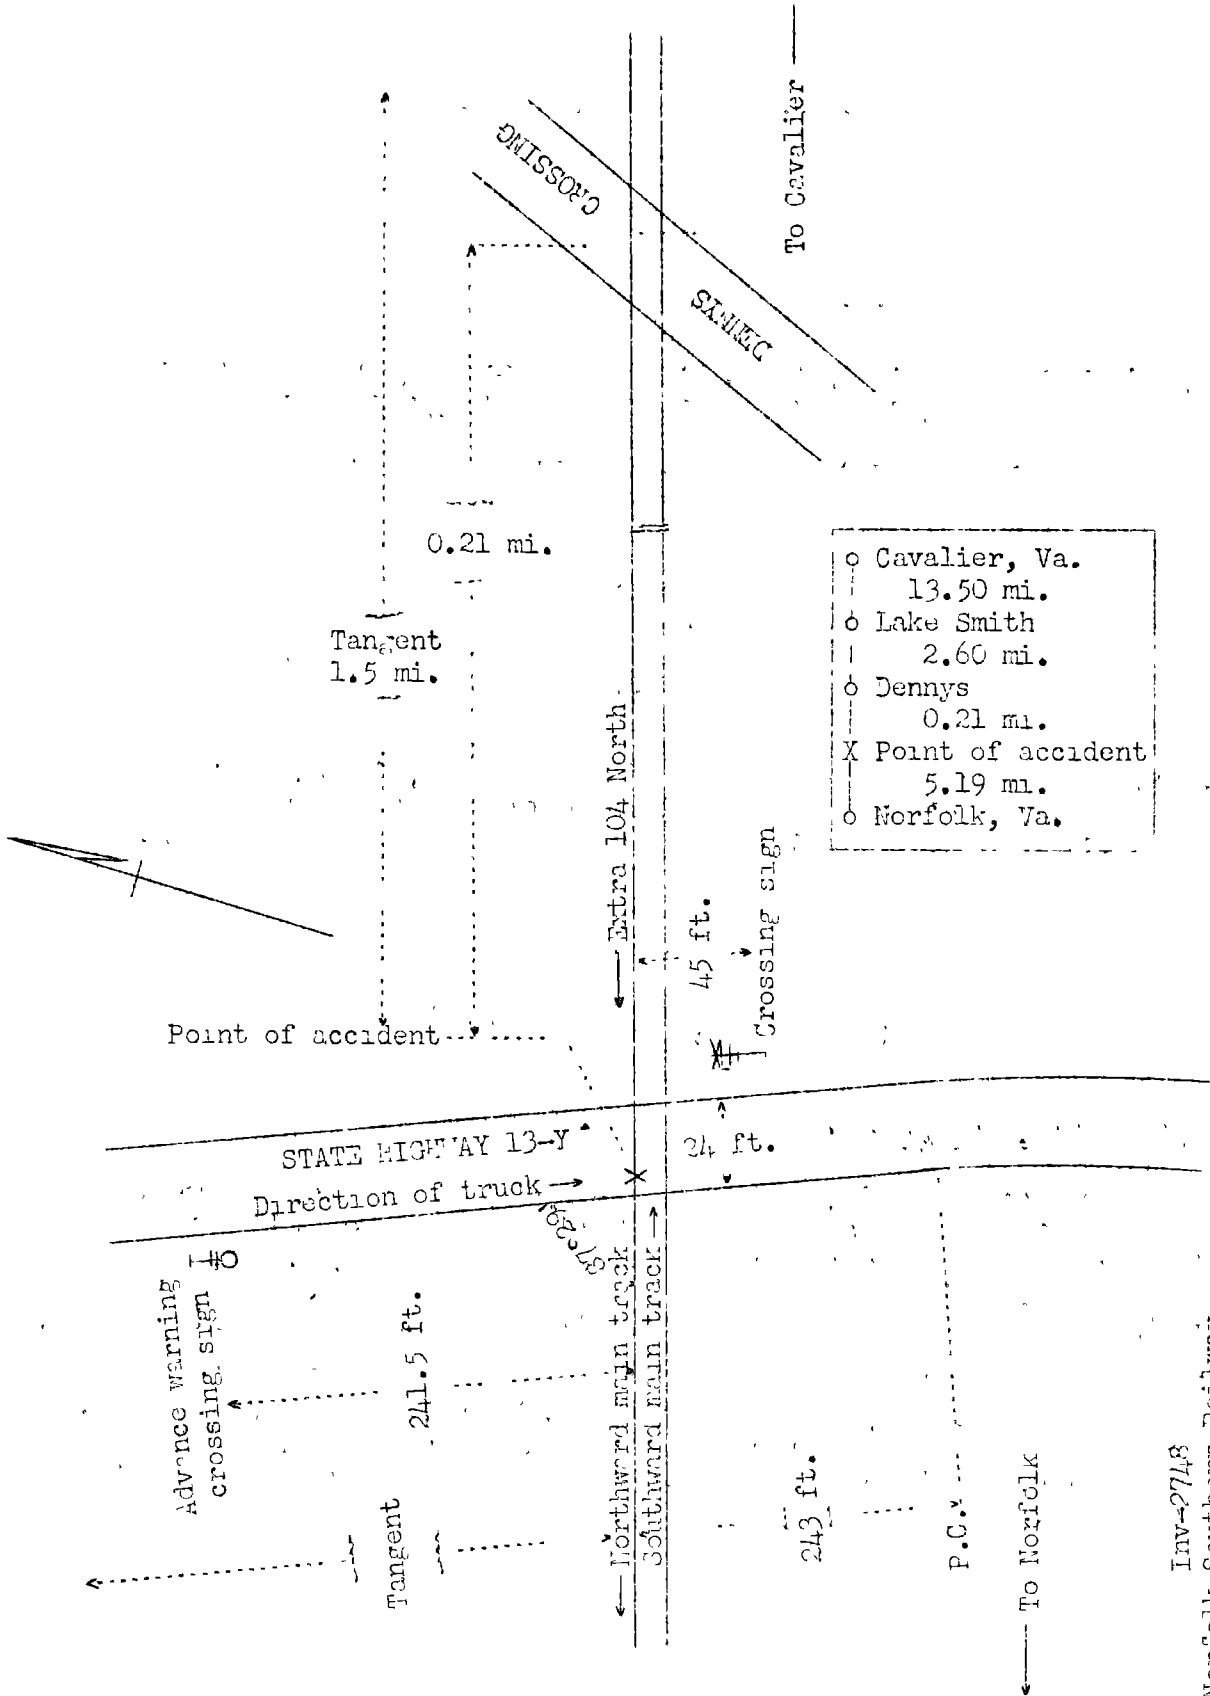 To Cavalier
CROSSING
DENNYS
0.21 mi.
Tangent
1.5 mi.
Cavalier, Va.
13.50 mi.
Lake Smith
2.60 mi.
Dennys
0.21 mi.
X Point of accident
5.19 mi.
Norfolk, Va.
Extra 104 North
45 ft.
Crossing sign
Point of accident
STATE HIGHWAY 13-Y
Direction of truck
X
24 ft.
Advance warning
crossing sign
241.5 ft.
Tangent
Northward main track
Southward main track
243 ft.
P.C.
To Norfolk
Inv-2748